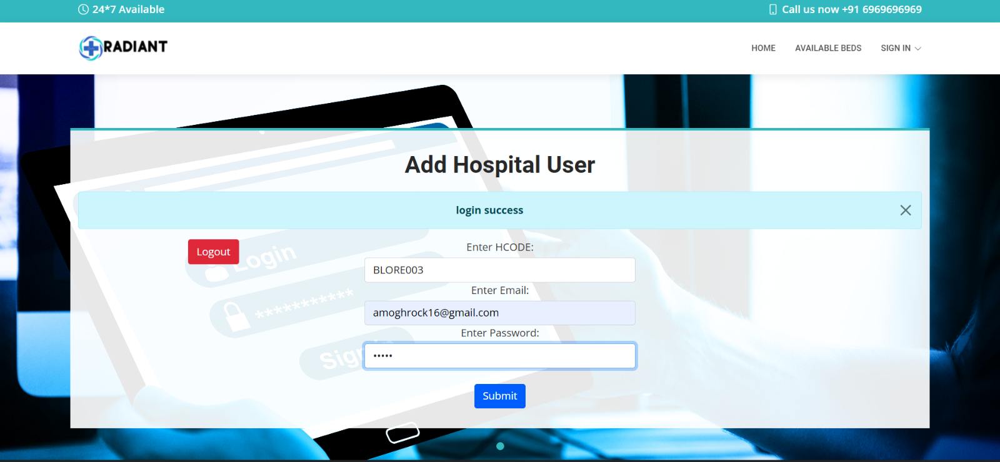 24*7 Available
Call us now +91 6969696969
RADIANT
HOME
AVAILABLE BEDS
SIGN IN
Add Hospital User
login success
Logout
Login
Enter HCODE:
BLORE003
Enter Email:
amoghrock16@gmail.com
***********
Enter Password:
•••••
Submit